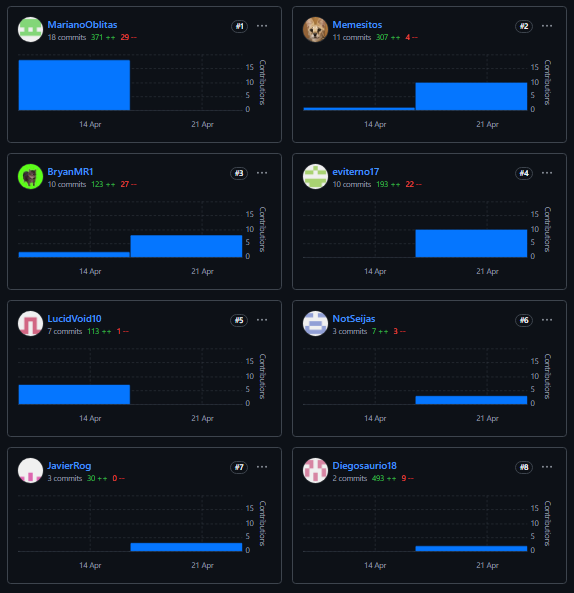 MarianoOblitas #1 ...
18 commits 371 ++ 29 --
15
10
5
0
Contributions
14 Apr 21 Apr
Memesitos #2 ...
11 commits 307 ++ 4 --
15
10
5
0
Contributions
14 Apr 21 Apr
BryanMR1 #3 ...
10 commits 123 ++ 27 --
15
10
5
0
Contributions
14 Apr 21 Apr
eviterno17 #4 ...
10 commits 193 ++ 22 --
15
10
5
0
Contributions
14 Apr 21 Apr
LucidVoid10 #5 ...
7 commits 113 ++ 1 --
15
10
5
0
Contributions
14 Apr 21 Apr
NotSeijas #6 ...
3 commits 7 ++ 3 --
15
10
5
0
Contributions
14 Apr 21 Apr
JavierRog #7 ...
3 commits 30 ++ 0 --
15
10
5
0
Contributions
14 Apr 21 Apr
Diegosaurio18 #8 ...
2 commits 493 ++ 9 --
15
10
5
0
Contributions
14 Apr 21 Apr